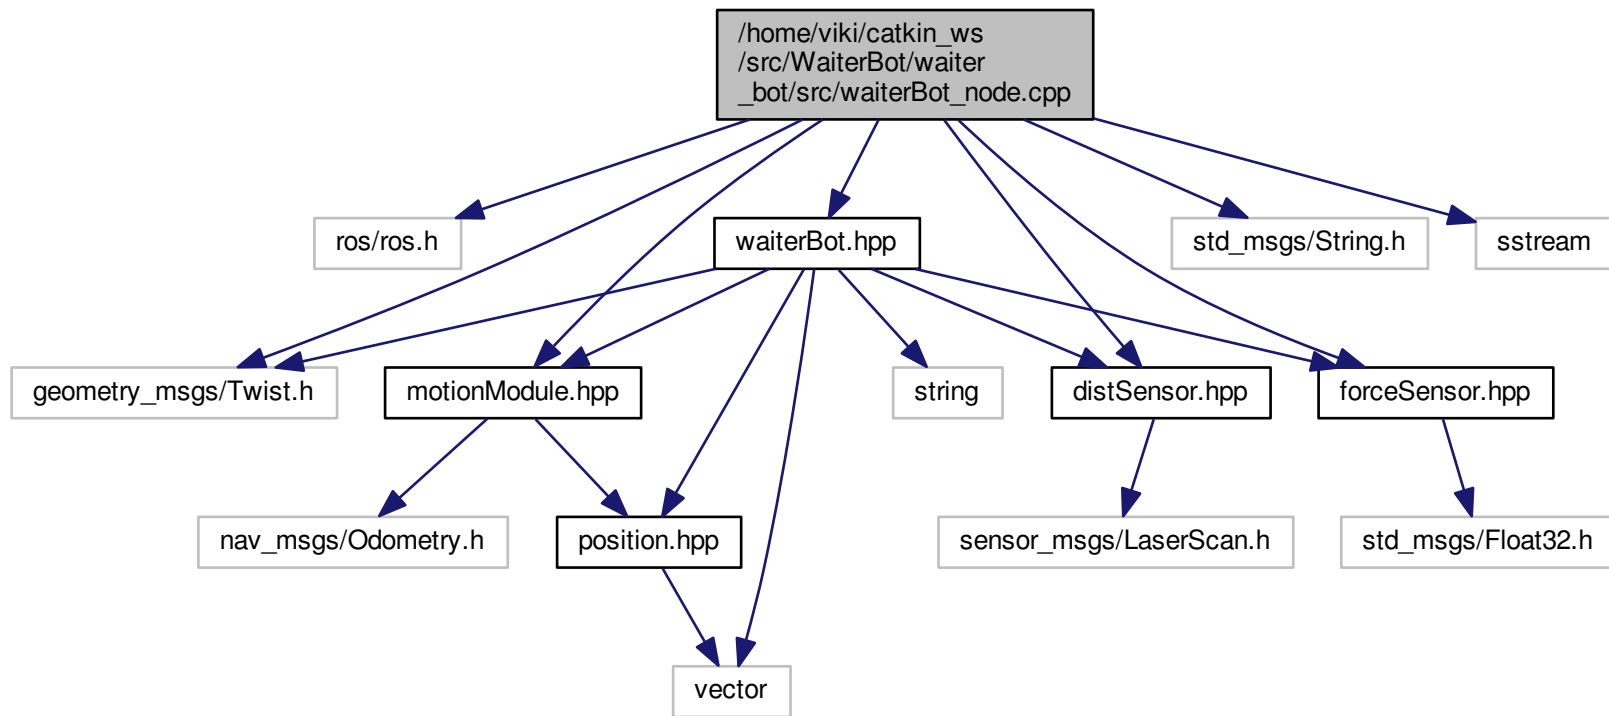 /home/viki/catkin_ws
/src/WaiterBot/waiter
_bot/src/waiterBot_node.cpp
ros/ros.h
waiterBot.hpp
std_msgs/String.h
sstream
geometry_msgs/Twist.h
motionModule.hpp
string
distSensor.hpp
forceSensor.hpp
nav_msgs/Odometry.h
position.hpp
sensor_msgs/LaserScan.h
std_msgs/Float32.h
vector